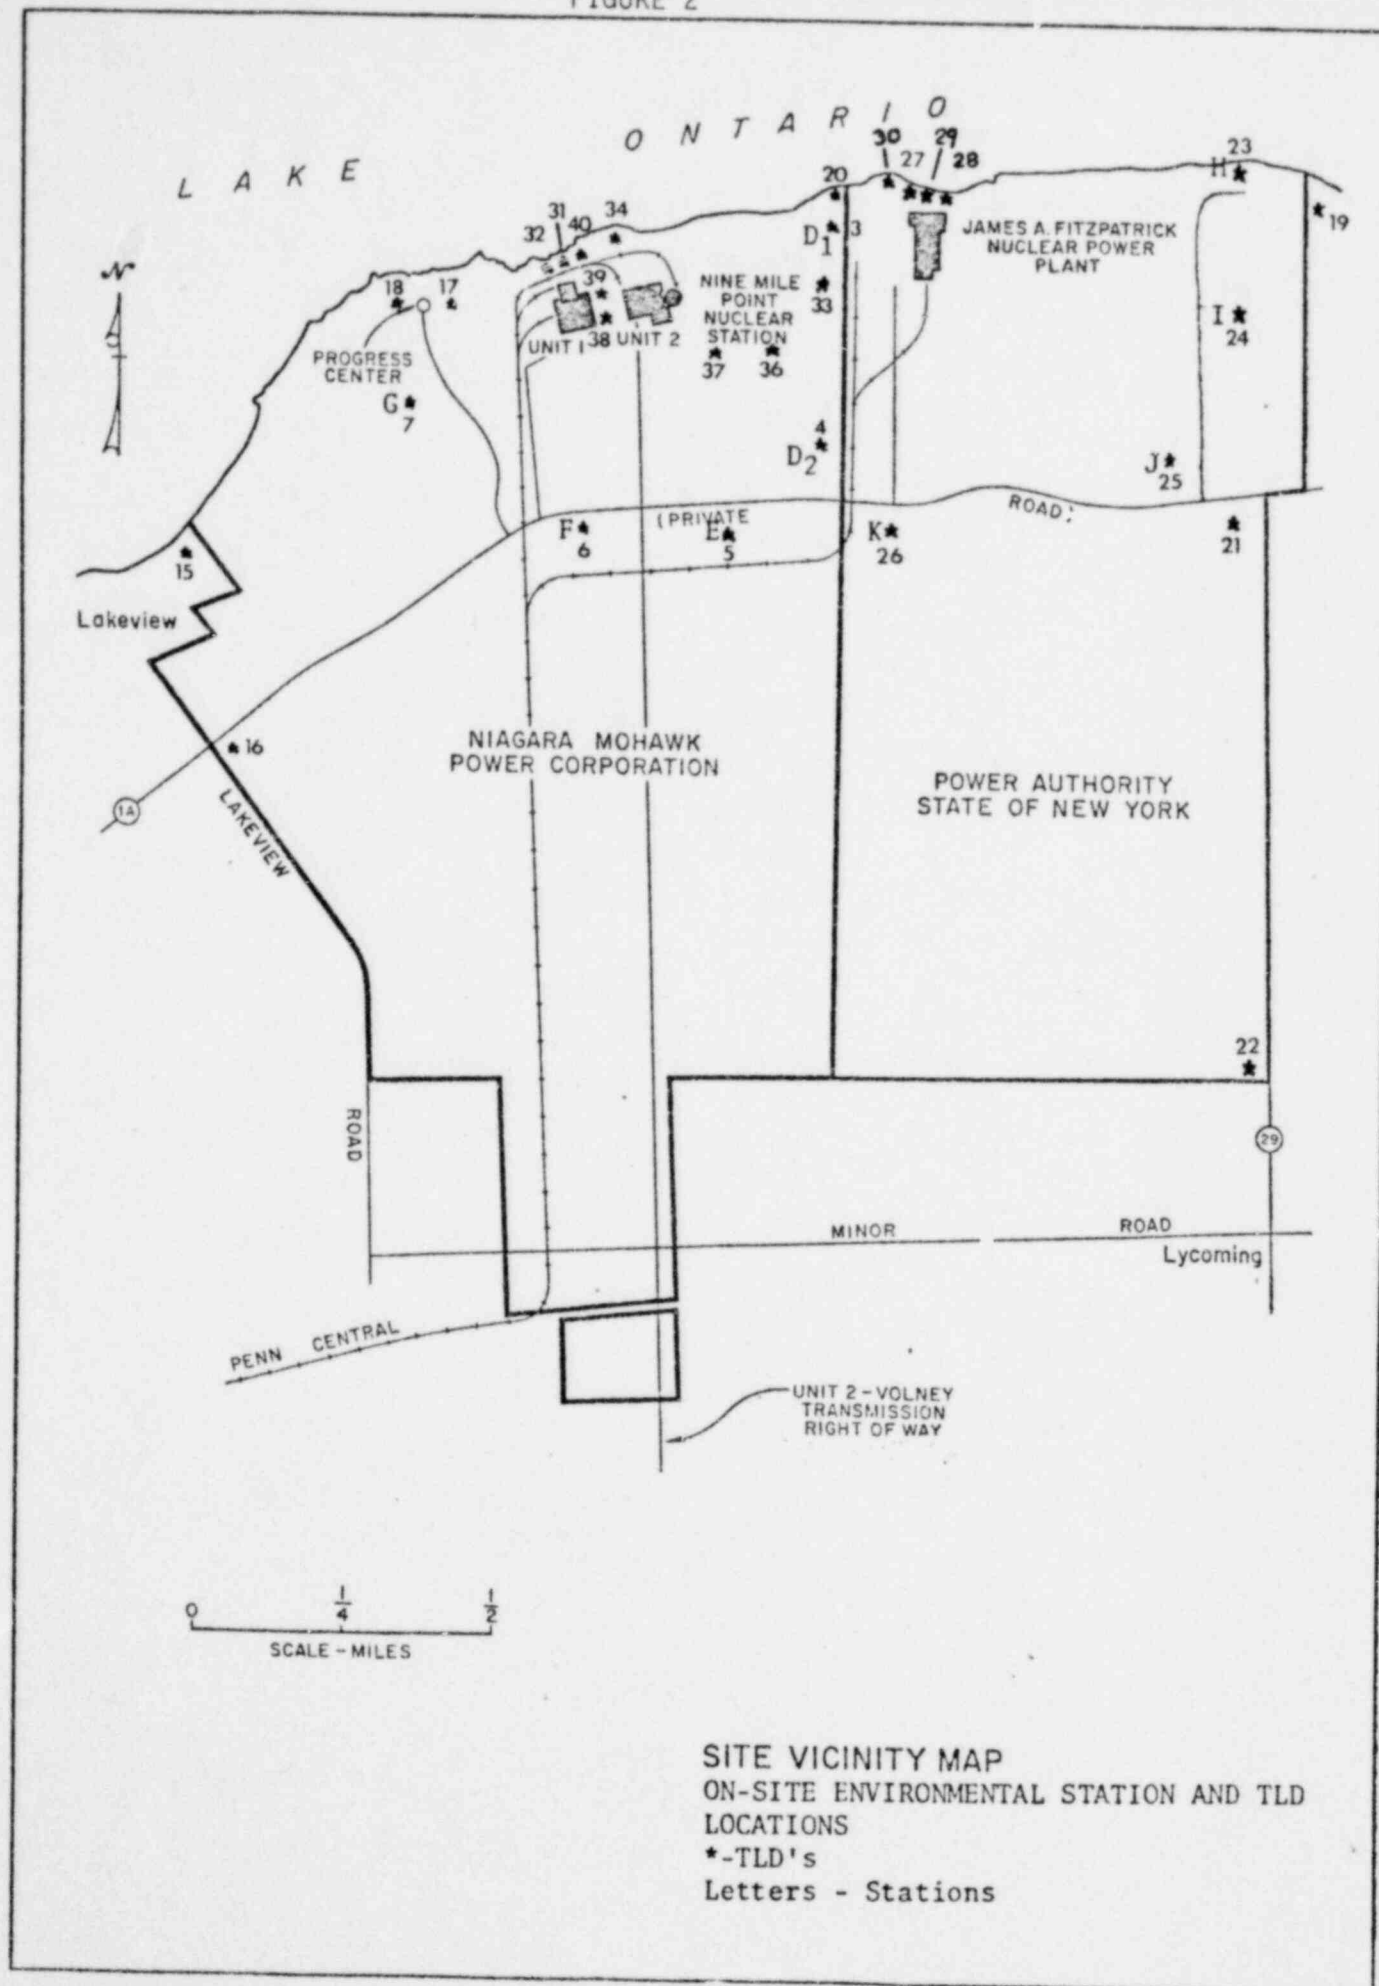 FIGURE 2
LAKE ONTARIO
30 29
27 28
20
23
H
19
31 40 34
32
D1 3
JAMES A. FITZPATRICK
NUCLEAR POWER
PLANT
N
18 17
39
NINE MILE
POINT
NUCLEAR
STATION
33
I
24
UNIT 1 38 UNIT 2
37 36
PROGRESS
CENTER
G
7
4
D2
J
25
(PRIVATE ROAD)
F
6
E
5
K
26
21
15
Lakeview
16
NIAGARA MOHAWK
POWER CORPORATION
POWER AUTHORITY
STATE OF NEW YORK
1A
LAKEVIEW
22
ROAD
29
MINOR ROAD
Lycoming
PENN CENTRAL
UNIT 2-VOLNEY
TRANSMISSION
RIGHT OF WAY
0 1/4 1/2
SCALE-MILES
SITE VICINITY MAP
ON-SITE ENVIRONMENTAL STATION AND TLD
LOCATIONS
*-TLD's
Letters - Stations